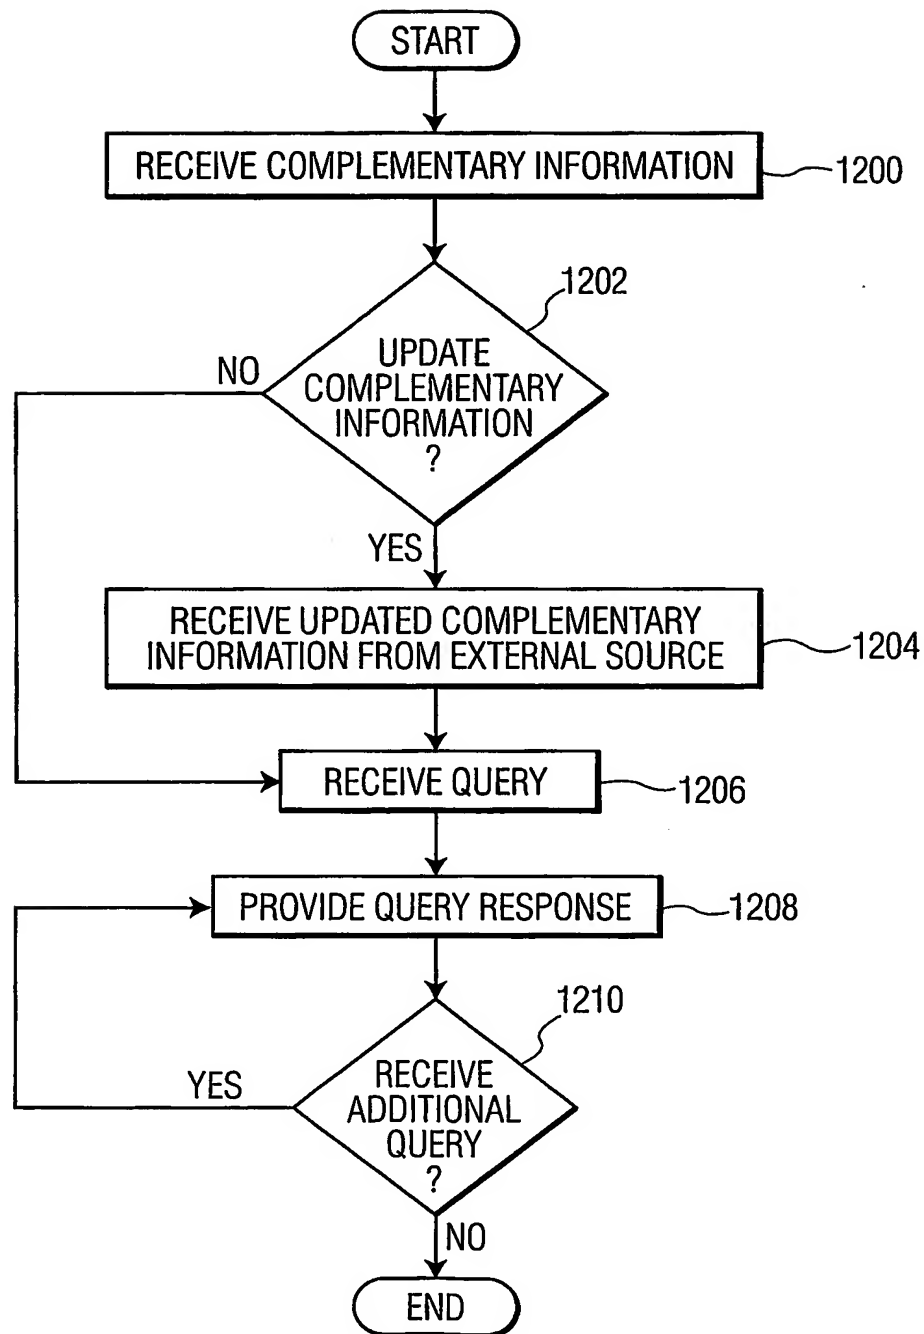 START
RECEIVE COMPLEMENTARY INFORMATION
1200
1202
UPDATE
COMPLEMENTARY
INFORMATION
?
NO
YES
RECEIVE UPDATED COMPLEMENTARY
INFORMATION FROM EXTERNAL SOURCE
1204
RECEIVE QUERY
1206
PROVIDE QUERY RESPONSE
1208
1210
RECEIVE
ADDITIONAL
QUERY
?
YES
NO
END